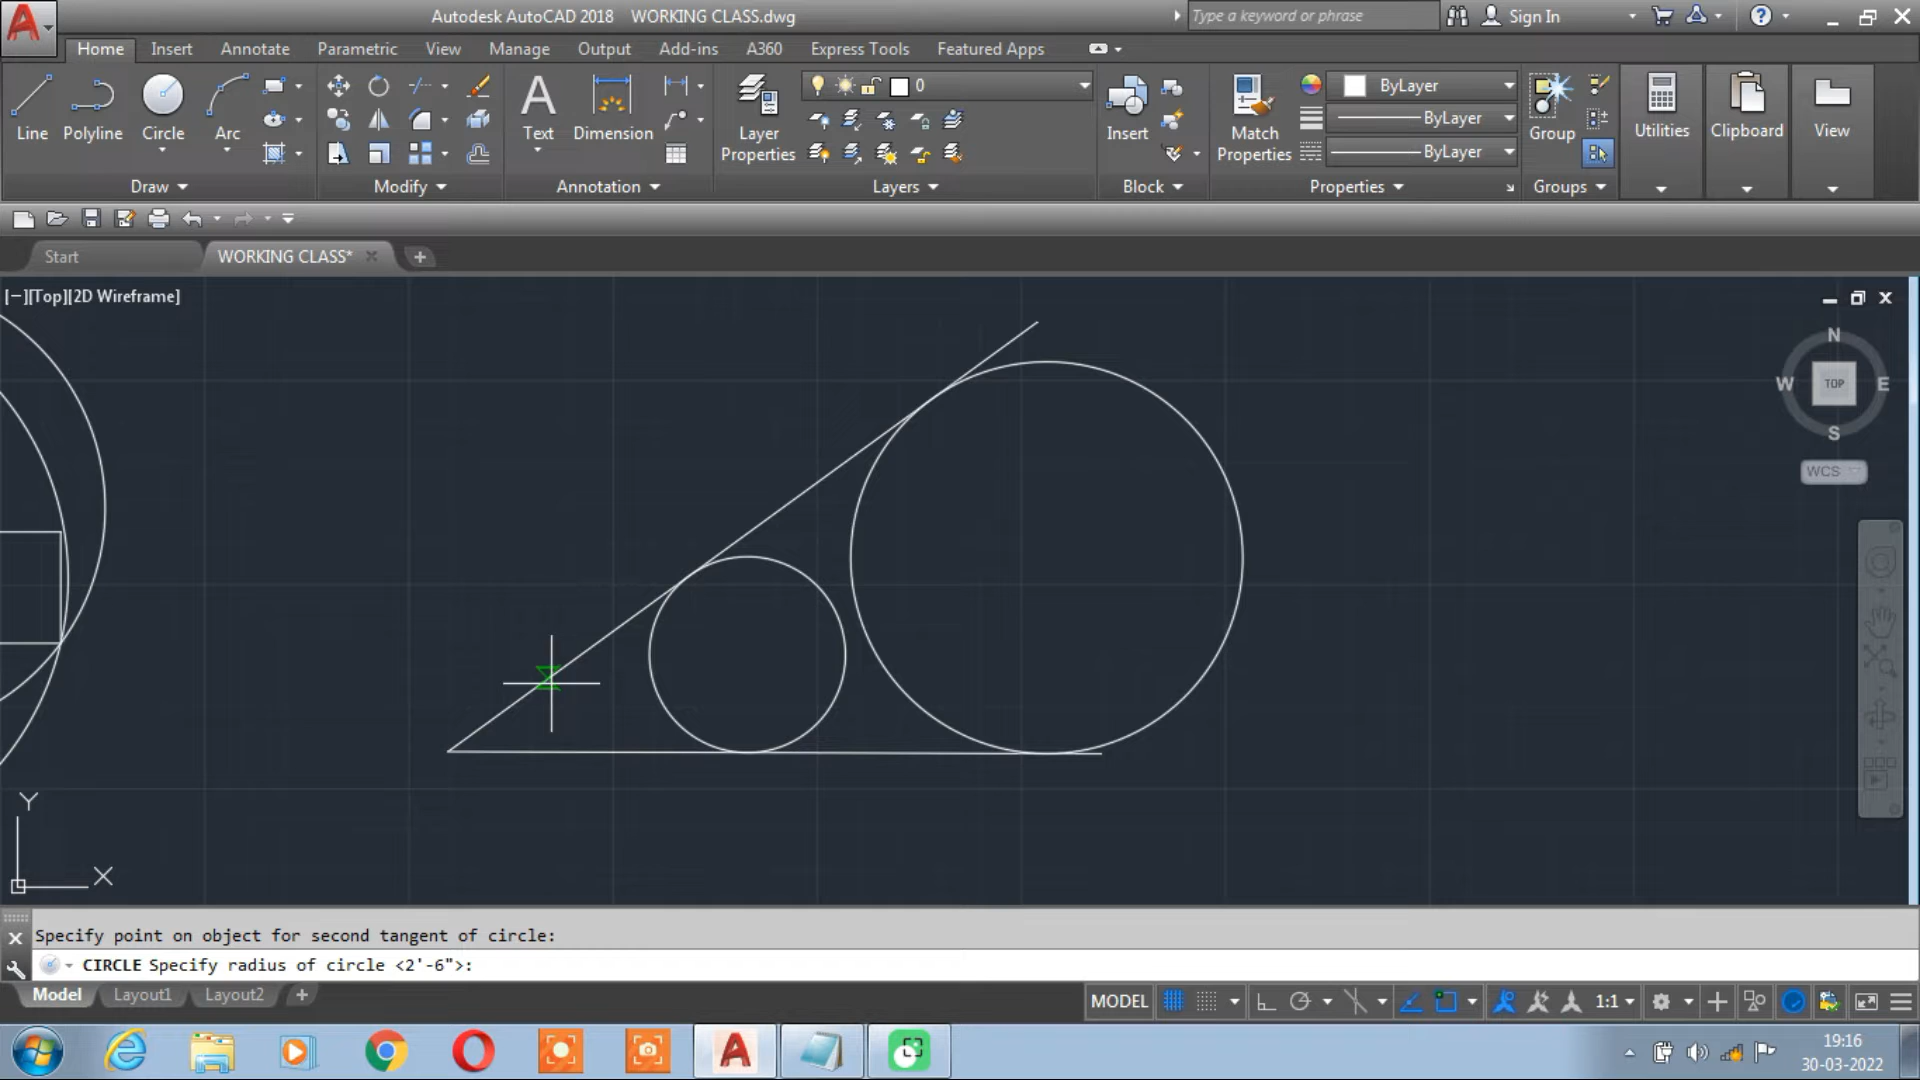 Autodesk AutoCAD 2018 WORKING CLASS.dwg
Type a keyword or phrase
Sign In
Home Insert Annotate Parametric View Manage Output Add-ins A360 Express Tools Featured Apps
Line Polyline Circle Arc
Text Dimension
Layer Properties
0
Insert
Match Properties
ByLayer
ByLayer
ByLayer
Group
Utilities
Clipboard
View
Draw Modify Annotation Layers Block Properties Groups
Start WORKING CLASS*
[−][Top][2D Wireframe]
N
W TOP E
S
WCS
Y
X
Specify point on object for second tangent of circle:
CIRCLE Specify radius of circle <2'-6">:
Model Layout1 Layout2
MODEL 1:1
19:16
30-03-2022